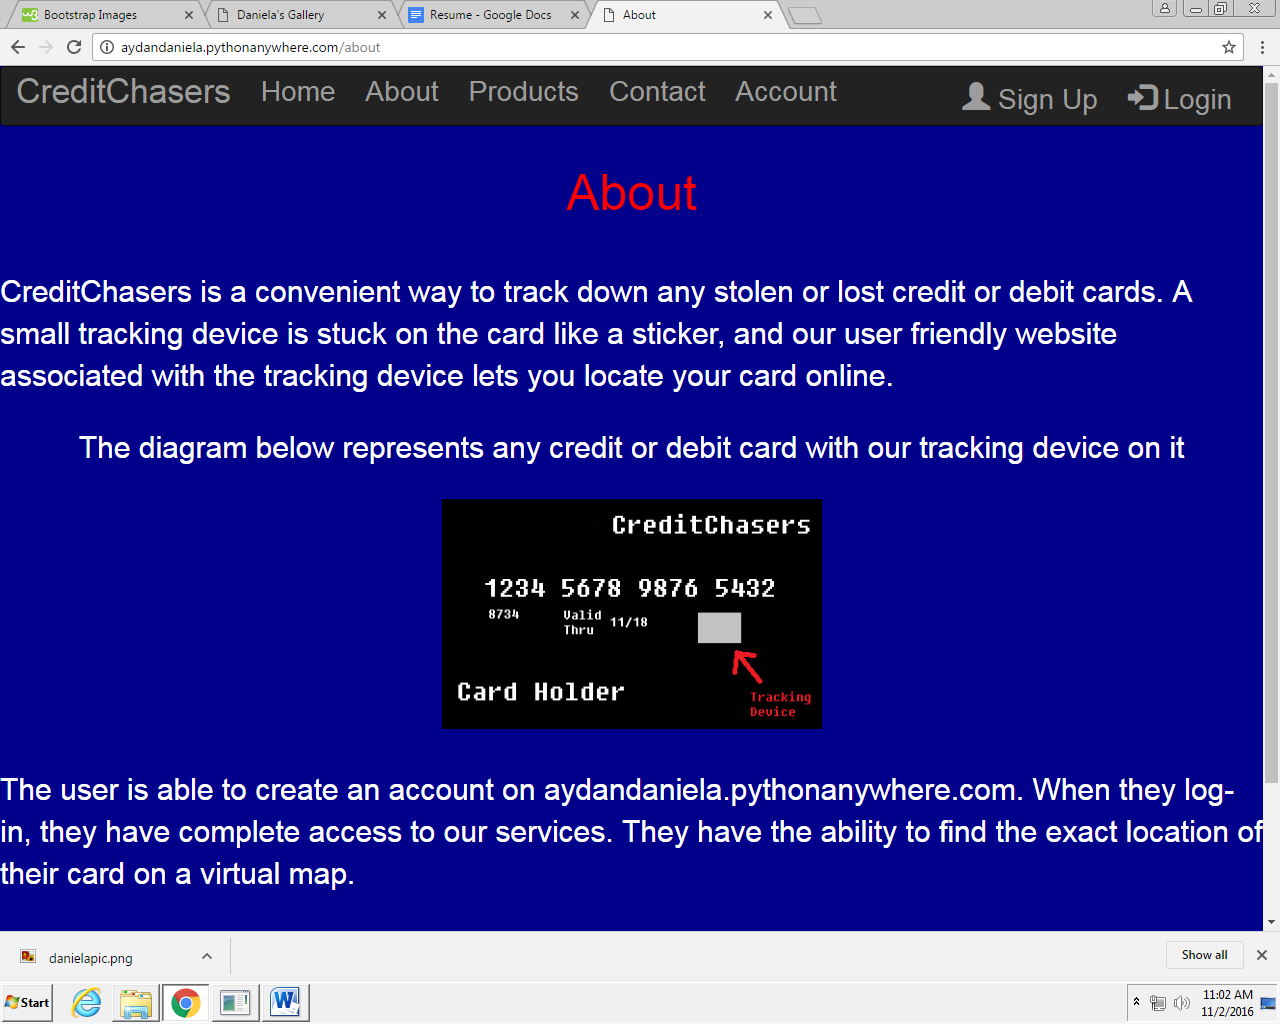 Bootstrap Images
Daniela's Gallery
Resume - Google Docs
About
aydandaniela.pythonanywhere.com/about
CreditChasers Home About Products Contact Account Sign Up Login
About
CreditChasers is a convenient way to track down any stolen or lost credit or debit cards. A
small tracking device is stuck on the card like a sticker, and our user friendly website
associated with the tracking device lets you locate your card online.
The diagram below represents any credit or debit card with our tracking device on it
CreditChasers
1234 5678 9876 5432
8734
Valid
Thru
11/18
Card Holder
Tracking
Device
The user is able to create an account on aydandaniela.pythonanywhere.com. When they log-
in, they have complete access to our services. They have the ability to find the exact location of
their card on a virtual map.
danielapic.png
Show all
Start
11:02 AM
11/2/2016